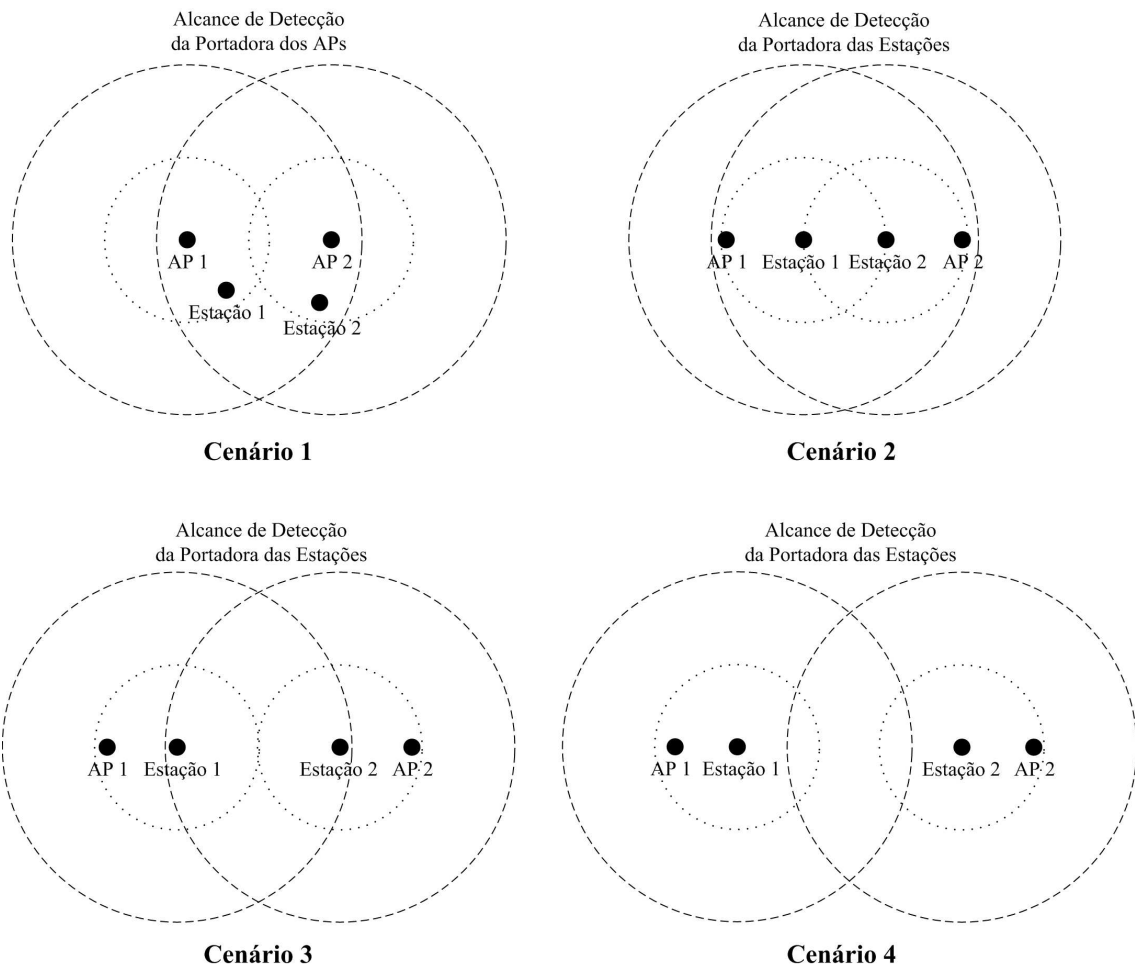 Alcance de Detecção
da Portadora dos APs
AP 1
AP 2
Estação 1
Estação 2
Cenário 1
Alcance de Detecção
da Portadora das Estações
AP 1
Estação 1
Estação 2
AP 2
Cenário 2
Alcance de Detecção
da Portadora das Estações
AP 1
Estação 1
Estação 2
AP 2
Cenário 3
Alcance de Detecção
da Portadora das Estações
AP 1
Estação 1
Estação 2
AP 2
Cenário 4